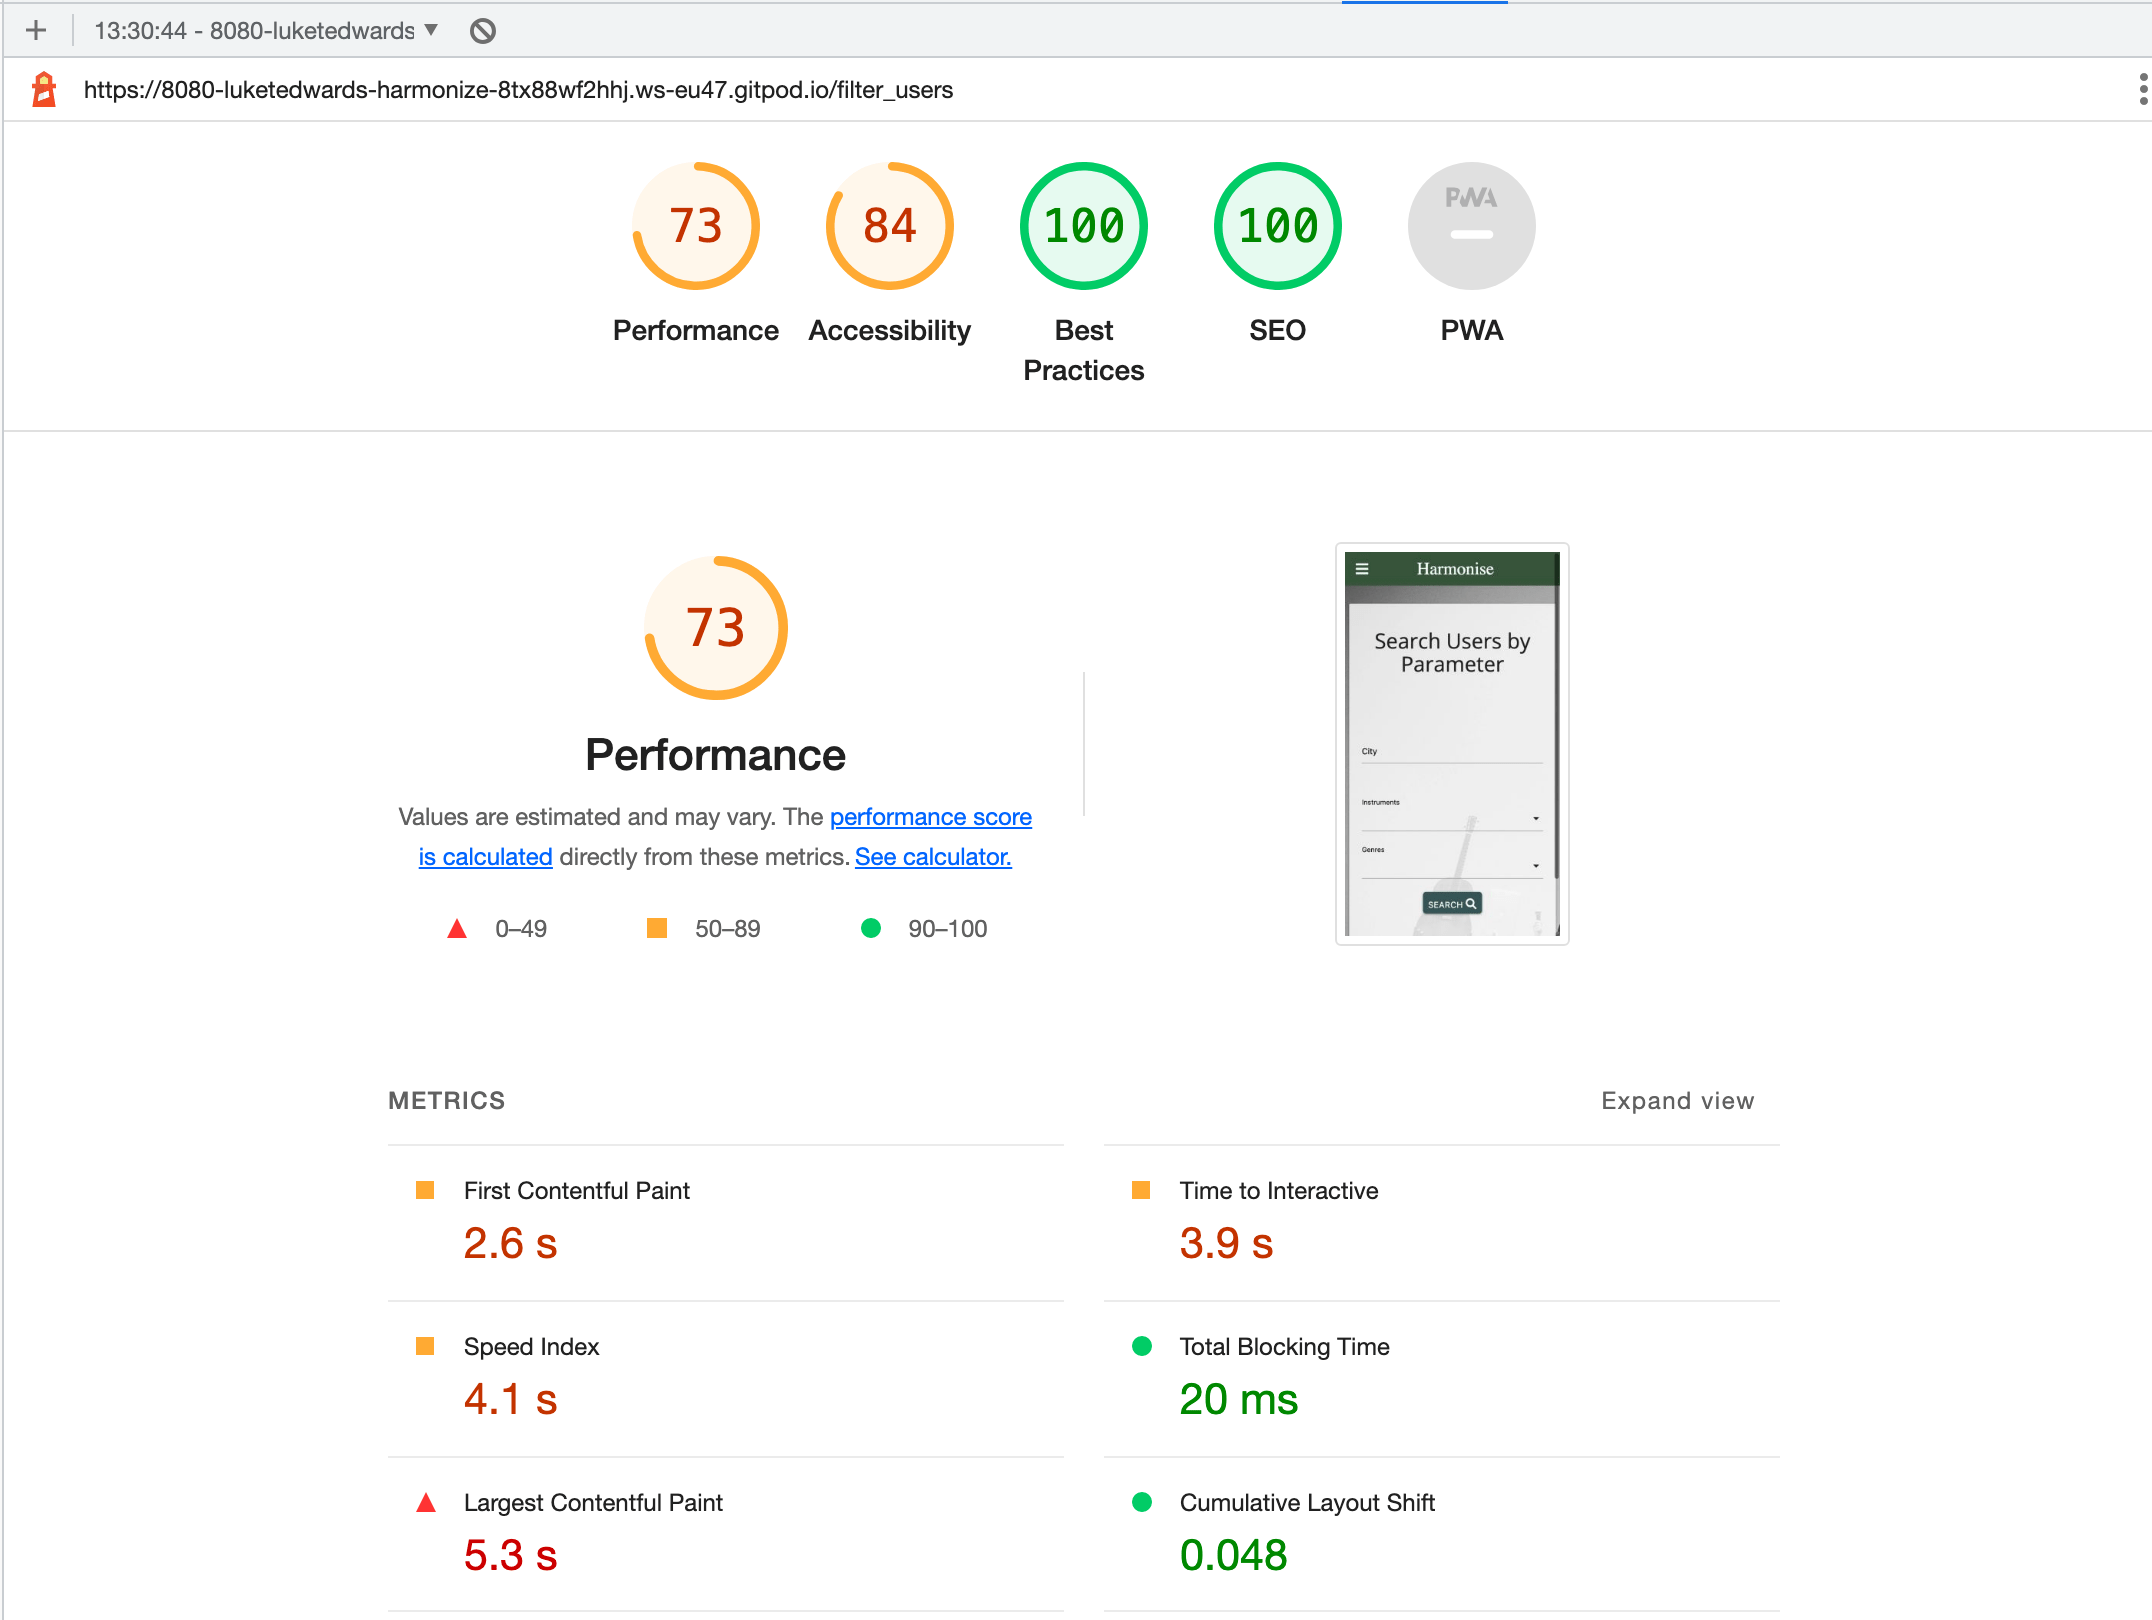 13:30:44 - 8080-luketedwards
https://8080-luketedwards-harmonize-8tx88wf2hhj.ws-eu47.gitpod.io/filter_users
73
84
100
100
PWA
Performance
Accessibility
Best
Practices
SEO
PWA
73
Performance
Values are estimated and may vary. The performance score
is calculated directly from these metrics. See calculator.
0–49
50–89
90–100
Harmonise
Search Users by
Parameter
City
Instruments
Genres
SEARCH
METRICS
Expand view
First Contentful Paint
2.6 s
Time to Interactive
3.9 s
Speed Index
4.1 s
Total Blocking Time
20 ms
Largest Contentful Paint
5.3 s
Cumulative Layout Shift
0.048